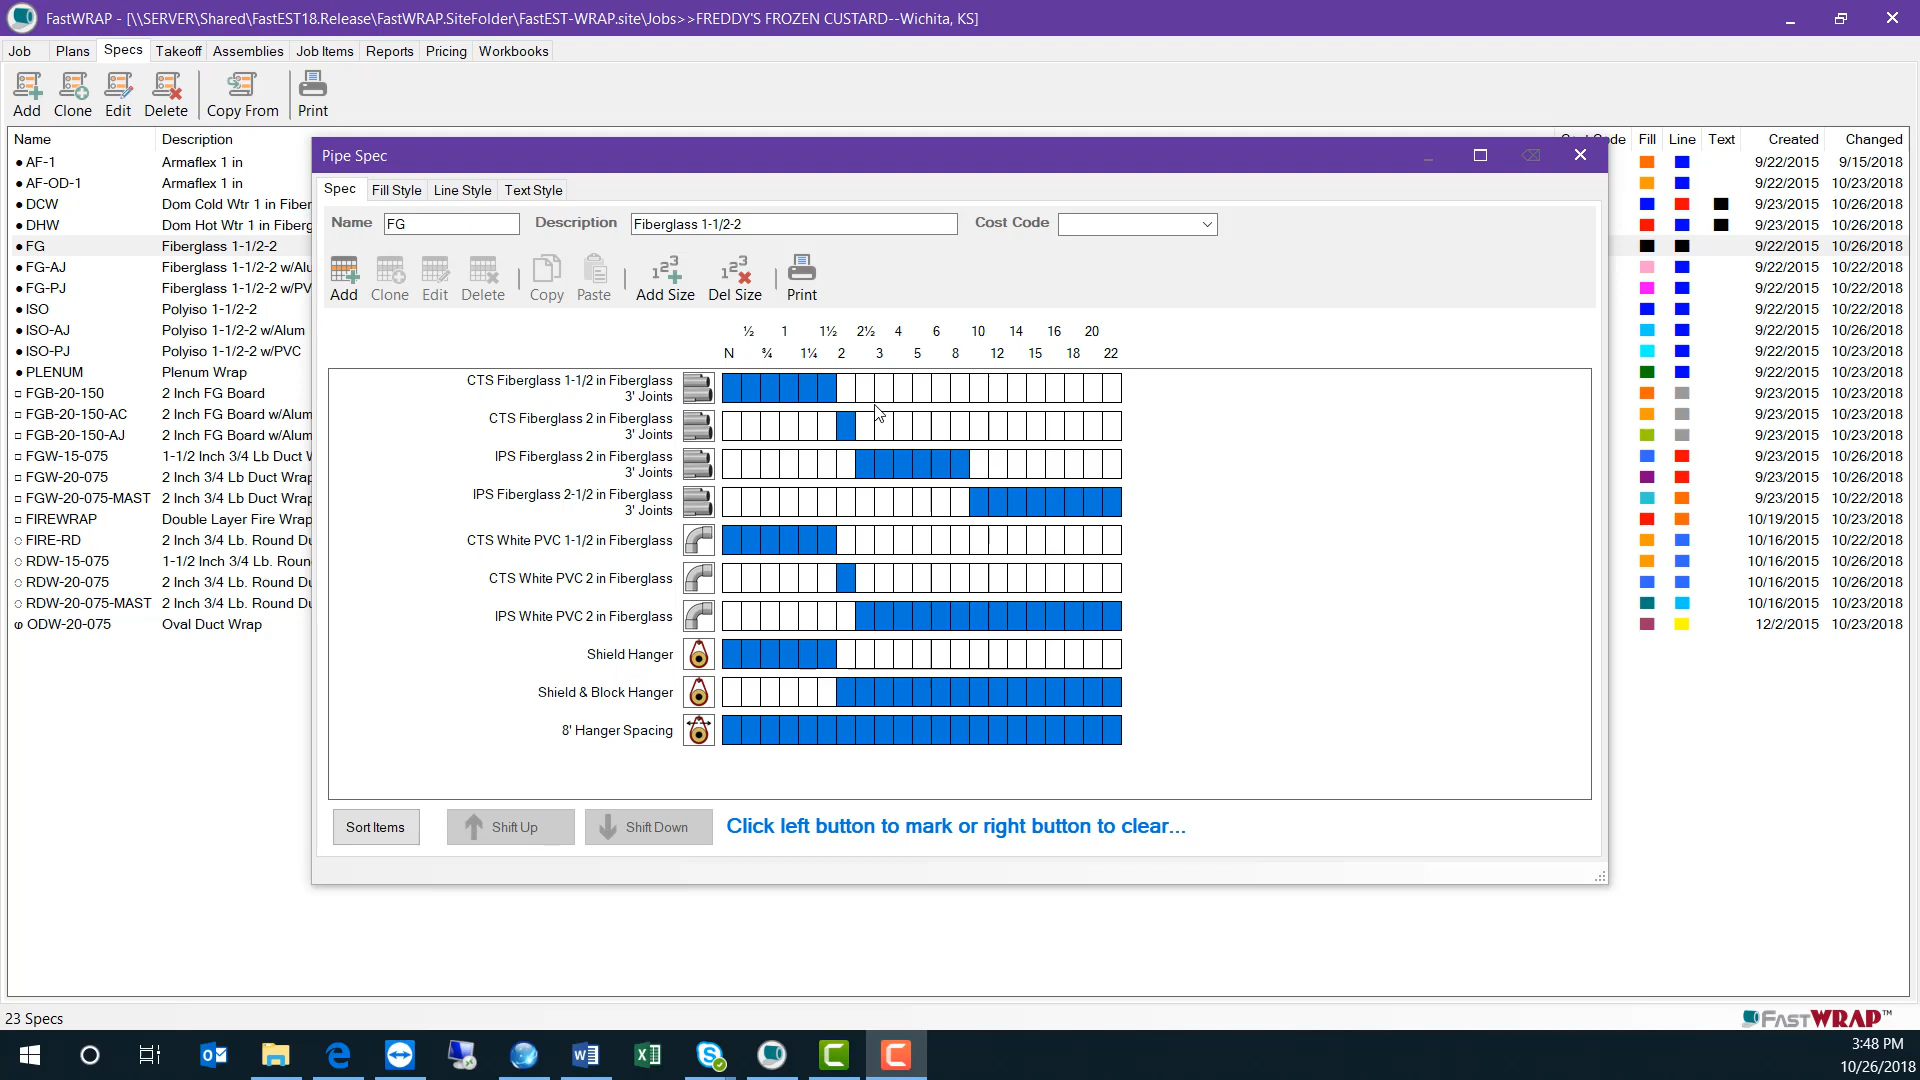 FastWRAP - [\\SERVER\Shared\FastEST18.Release\FastWRAP.SiteFolder\FastEST-WRAP.site\Jobs>>FREDDY'S FROZEN CUSTARD--Wichita, KS]
Job Plans Specs Takeoff Assemblies Job Items Reports Pricing Workbooks
Add Clone Edit Delete Copy From Print
Name Description Fill Line Text Created Changed
AF-1 Armaflex 1 in 9/22/2015 9/15/2018
AF-OD-1 Armaflex 1 in 9/22/2015 10/23/2018
DCW Dom Cold Wtr 1 in Fiber 9/23/2015 10/26/2018
DHW Dom Hot Wtr 1 in Fiberg 9/23/2015 10/26/2018
FG Fiberglass 1-1/2-2 9/22/2015 10/26/2018
FG-AJ Fiberglass 1-1/2-2 w/Alu 9/22/2015 10/22/2018
FG-PJ Fiberglass 1-1/2-2 w/PV 9/22/2015 10/22/2018
ISO Polyiso 1-1/2-2 9/22/2015 10/22/2018
ISO-AJ Polyiso 1-1/2-2 w/Alum 9/22/2015 10/26/2018
ISO-PJ Polyiso 1-1/2-2 w/PVC 9/22/2015 10/26/2018
PLENUM Plenum Wrap 9/22/2015 10/23/2018
FGB-20-150 2 Inch FG Board 9/23/2015 10/23/2018
FGB-20-150-AC 2 Inch FG Board w/Alum 9/23/2015 10/23/2018
FGB-20-150-AJ 2 Inch FG Board w/Alum 9/23/2015 10/23/2018
FGW-15-075 1-1/2 Inch 3/4 Lb Duct W 9/23/2015 10/26/2018
FGW-20-075 2 Inch 3/4 Lb Duct Wrap 9/23/2015 10/26/2018
FGW-20-075-MAST 2 Inch 3/4 Lb Duct Wrap 9/23/2015 10/22/2018
FIREWRAP Double Layer Fire Wrap 10/19/2015 10/23/2018
FIRE-RD 2 Inch 3/4 Lb. Round Du 10/16/2015 10/22/2018
RDW-15-075 1-1/2 Inch 3/4 Lb. Roun 10/16/2015 10/26/2018
RDW-20-075 2 Inch 3/4 Lb. Round Du 10/16/2015 10/26/2018
RDW-20-075-MAST 2 Inch 3/4 Lb. Round Du 10/16/2015 10/23/2018
ODW-20-075 Oval Duct Wrap 12/2/2015 10/23/2018
Pipe Spec
Spec Fill Style Line Style Text Style
Name FG Description Fiberglass 1-1/2-2 Cost Code
Add Clone Edit Delete Copy Paste Add Size Del Size Print
½ 1 1½ 2½ 4 6 10 14 16 20
N ¾ 1¼ 2 3 5 8 12 15 18 22
CTS Fiberglass 1-1/2 in Fiberglass
3' Joints
CTS Fiberglass 2 in Fiberglass
3' Joints
IPS Fiberglass 2 in Fiberglass
3' Joints
IPS Fiberglass 2-1/2 in Fiberglass
3' Joints
CTS White PVC 1-1/2 in Fiberglass
CTS White PVC 2 in Fiberglass
IPS White PVC 2 in Fiberglass
Shield Hanger
Shield & Block Hanger
8' Hanger Spacing
Sort Items Shift Up Shift Down Click left button to mark or right button to clear...
23 Specs
FASTWRAP™
3:48 PM
10/26/2018